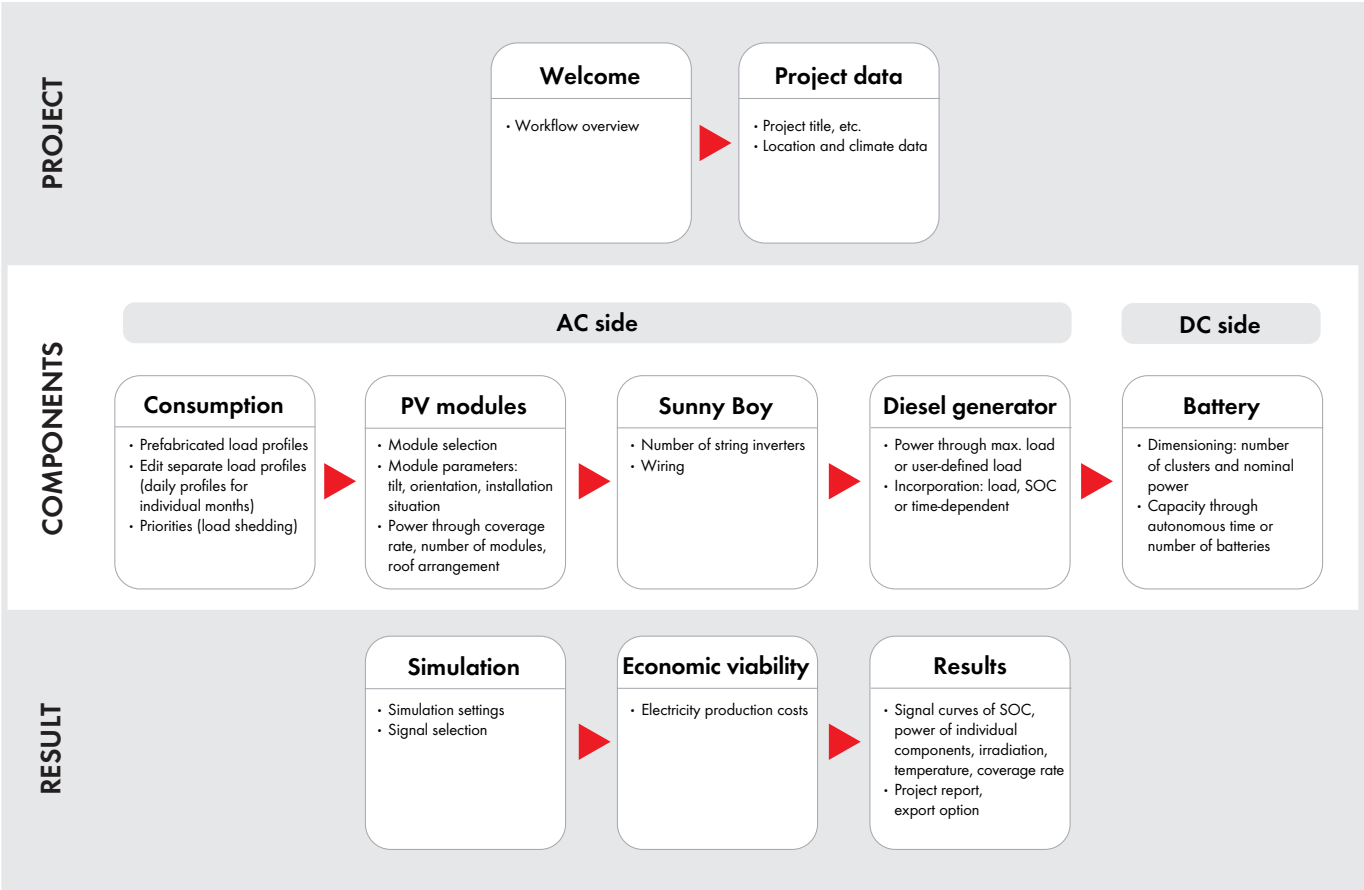 PROJECT
Welcome
• Workflow overview
Project data
• Project title, etc.
• Location and climate data
COMPONENTS
AC side
DC side
Consumption
• Prefabricated load profiles
• Edit separate load profiles
(daily profiles for
individual months)
• Priorities (load shedding)
PV modules
• Module selection
• Module parameters:
tilt, orientation, installation
situation
• Power through coverage
rate, number of modules,
roof arrangement
Sunny Boy
• Number of string inverters
• Wiring
Diesel generator
• Power through max. load
or user-defined load
• Incorporation: load, SOC
or time-dependent
Battery
• Dimensioning: number
of clusters and nominal
power
• Capacity through
autonomous time or
number of batteries
RESULT
Simulation
• Simulation settings
• Signal selection
Economic viability
• Electricity production costs
Results
• Signal curves of SOC,
power of individual
components, irradiation,
temperature, coverage rate
• Project report,
export option